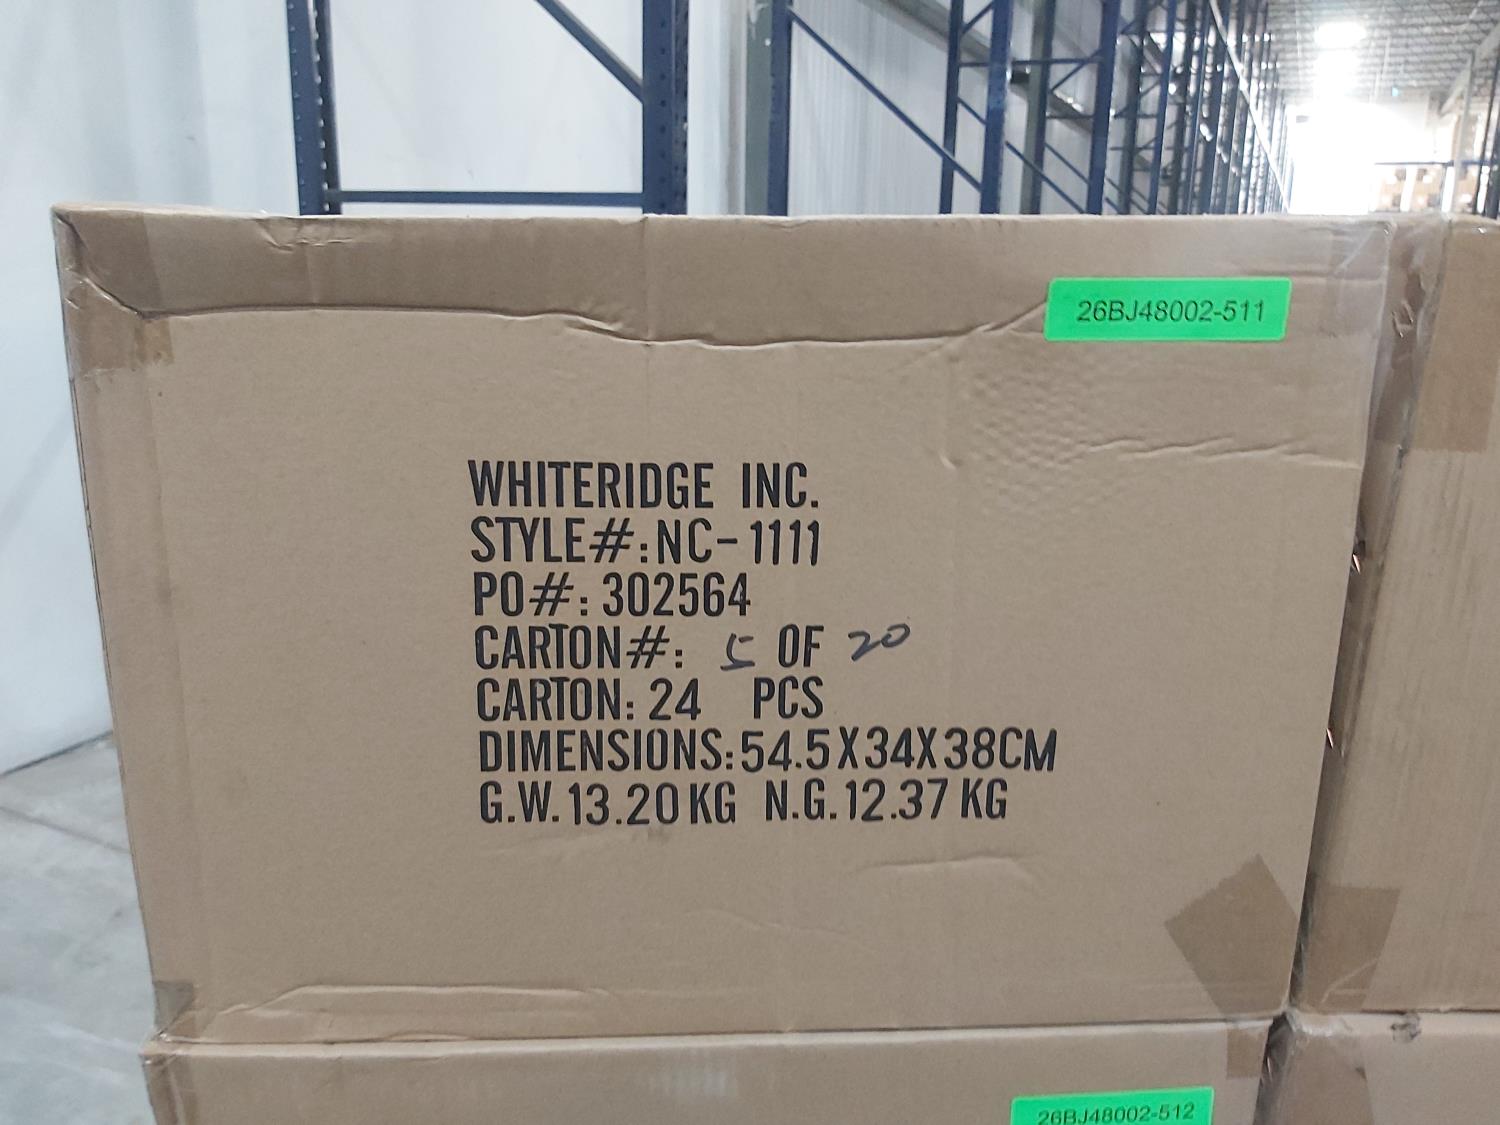 26BJ48002-511
WHITERIDGE INC.
STYLE#:NC-1111
PO#: 302564
CARTON#: 5 OF 20
CARTON: 24 PCS
DIMENSIONS:54.5X34X38CM
G.W.13.20KG N.G.12.37KG
26BJ48002-512